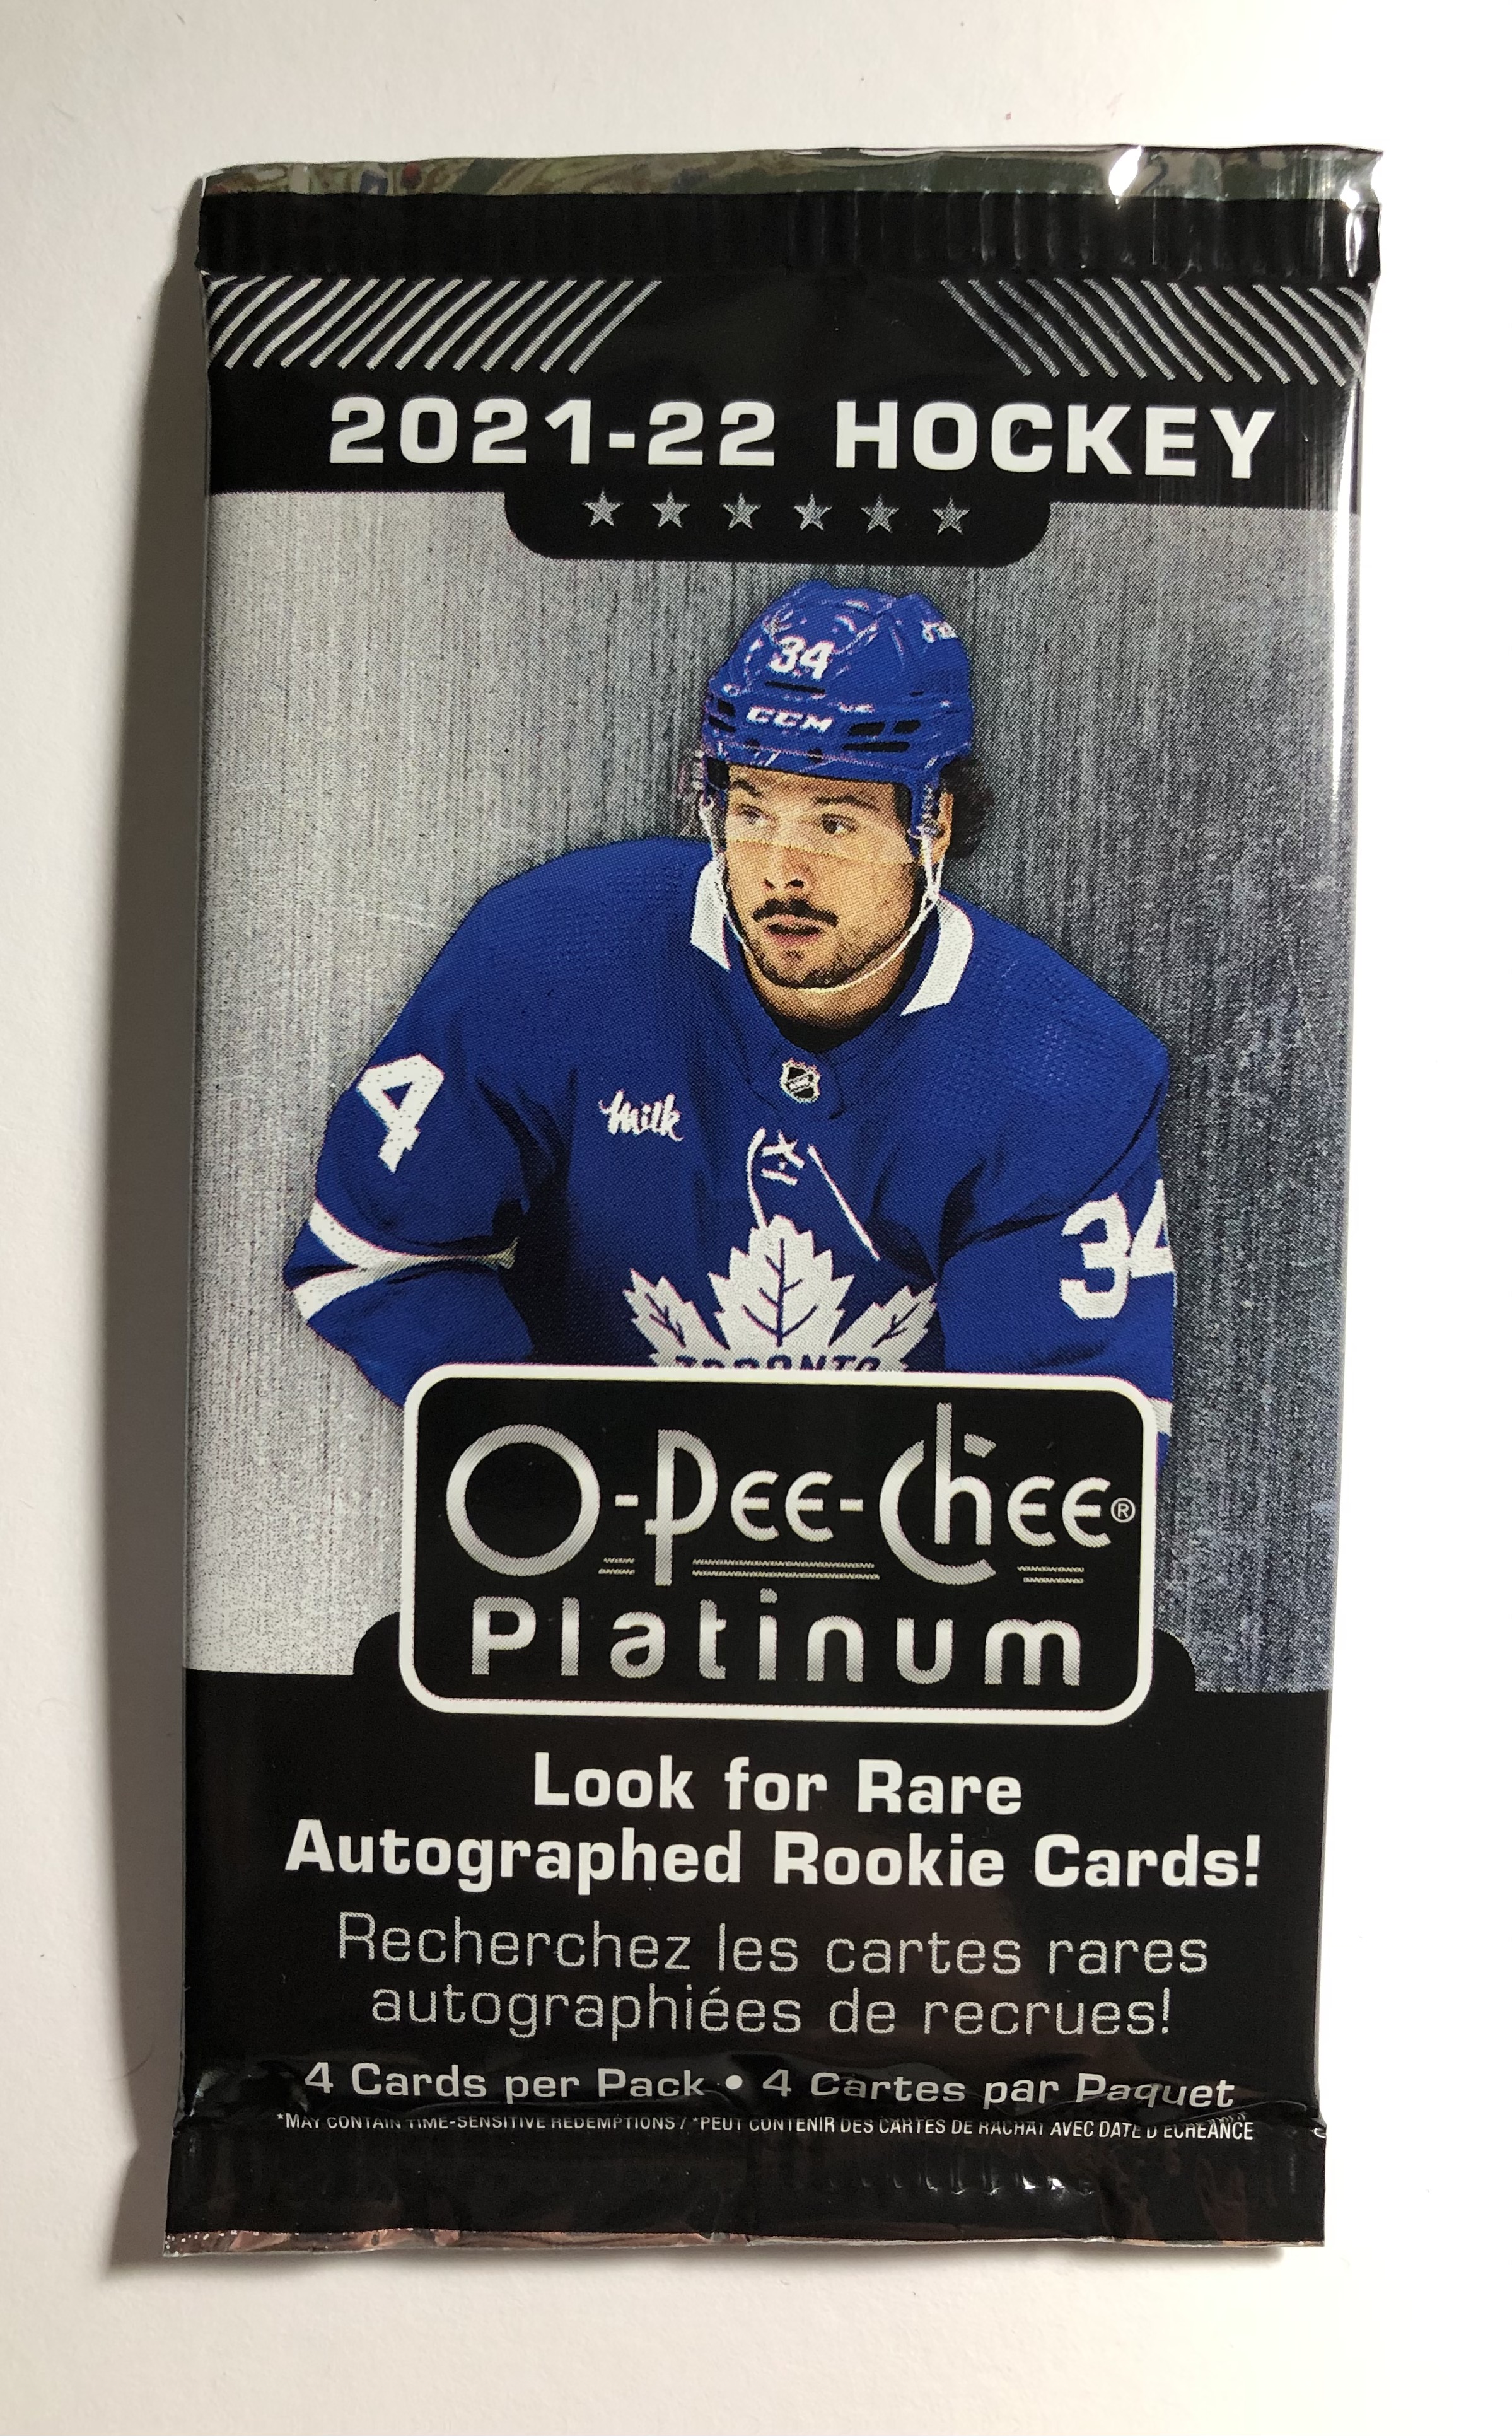 2021-22 HOCKEY
34
CCM
4
Milk
34
TORONTO
O-Pee-Chee®
Platinum
Look for Rare
Autographed Rookie Cards!
Recherchez les cartes rares
autographiées de recrues!
4 Cards per Pack • 4 Cartes par Paquet
*MAY CONTAIN TIME-SENSITIVE REDEMPTIONS / *PEUT CONTENIR DES CARTES DE RACHAT AVEC DATE D'ÉCHÉANCE